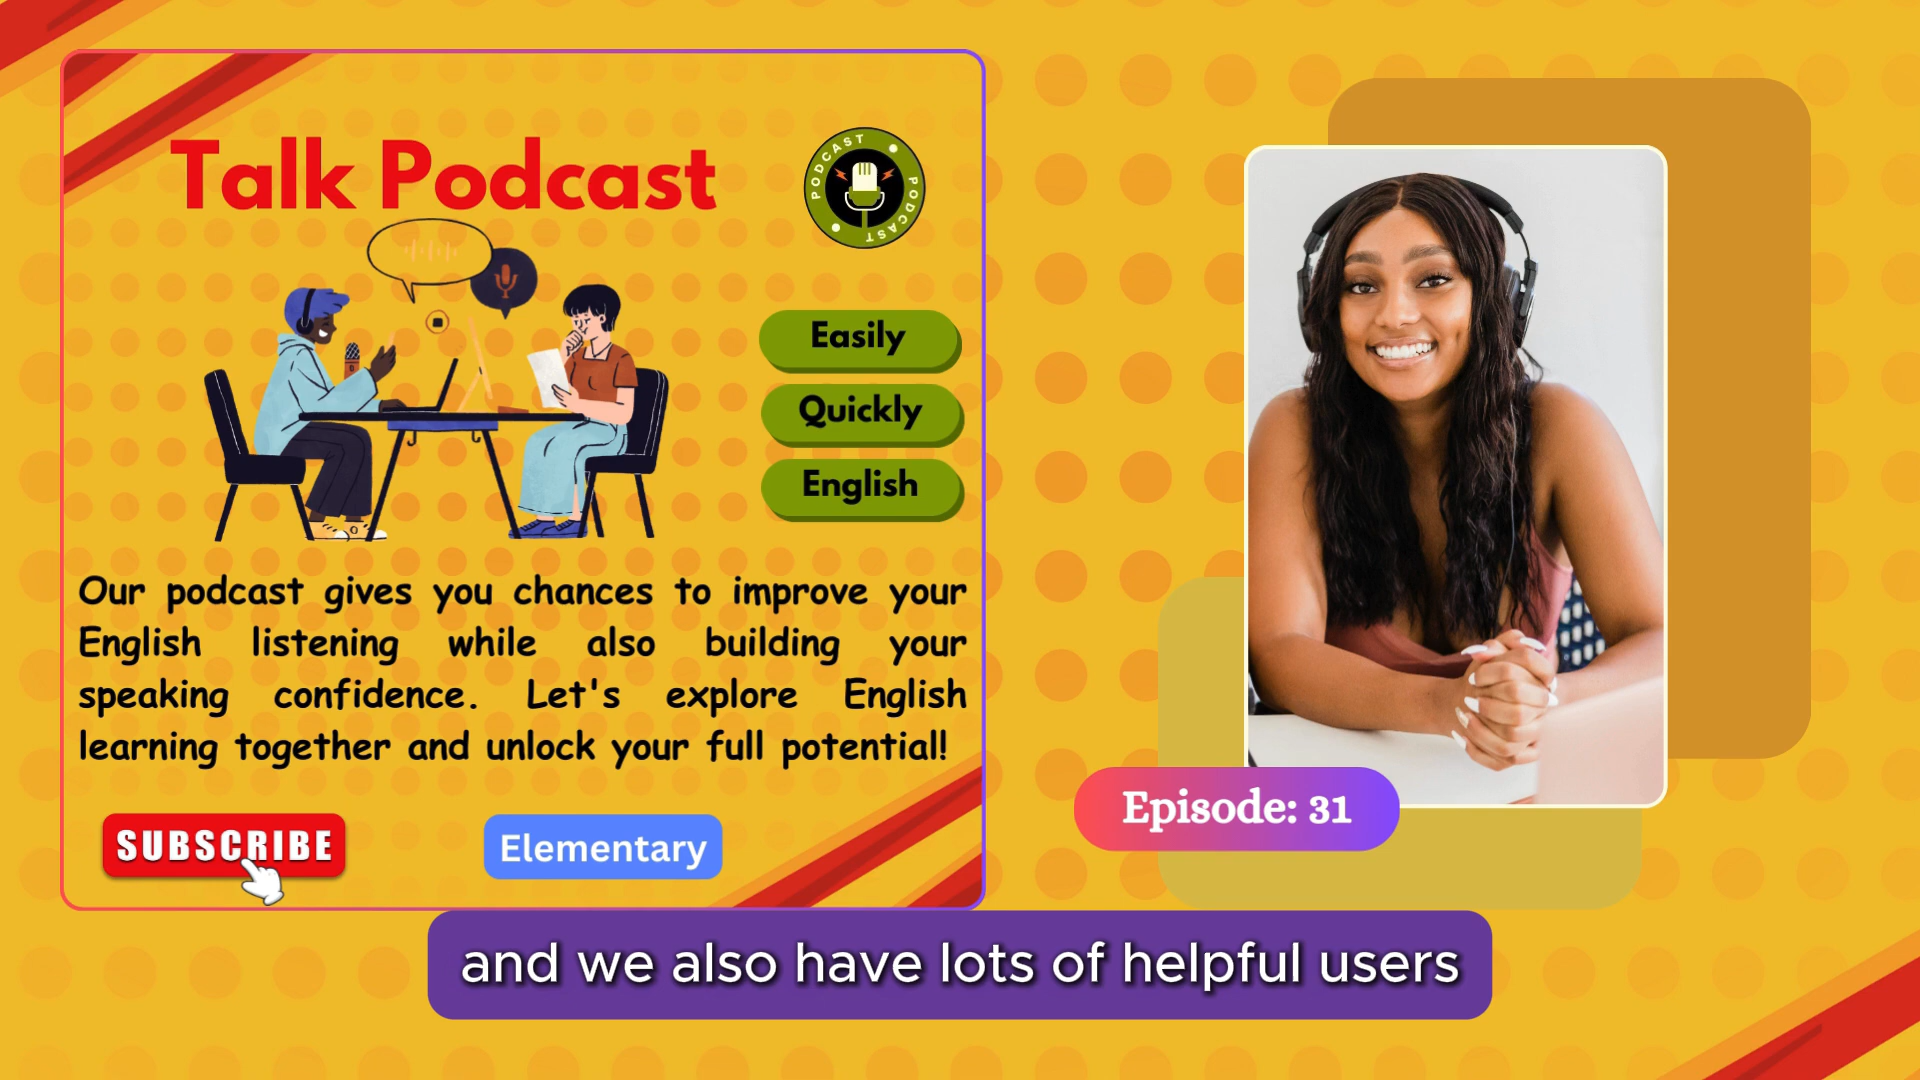 Talk Podcast
PODCAST
PODCAST
Easily
Quickly
English
Our podcast gives you chances to improve your
English listening while also building your
speaking confidence. Let's explore English
learning together and unlock your full potential!
SUBSCRIBE
Elementary
Episode: 31
and we also have lots of helpful users